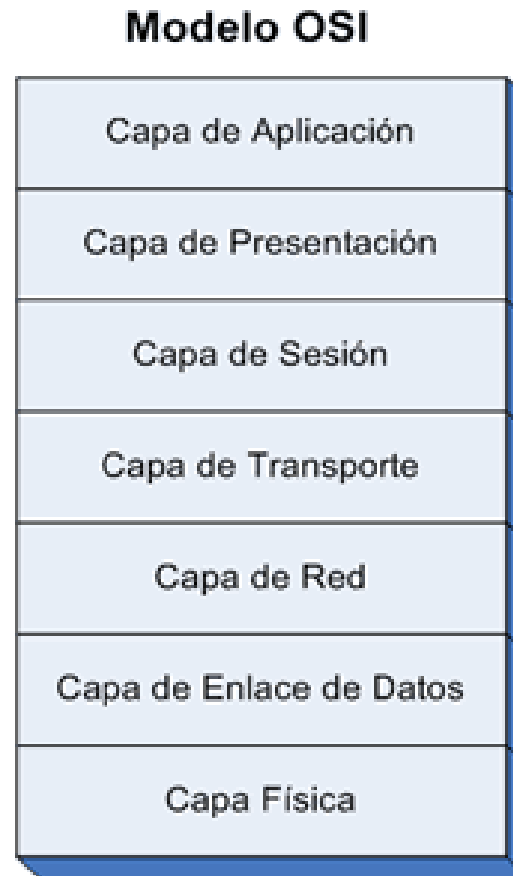 Modelo OSI
Capa de Aplicación
Capa de Presentación
Capa de Sesión
Capa de Transporte
Capa de Red
Capa de Enlace de Datos
Capa Física